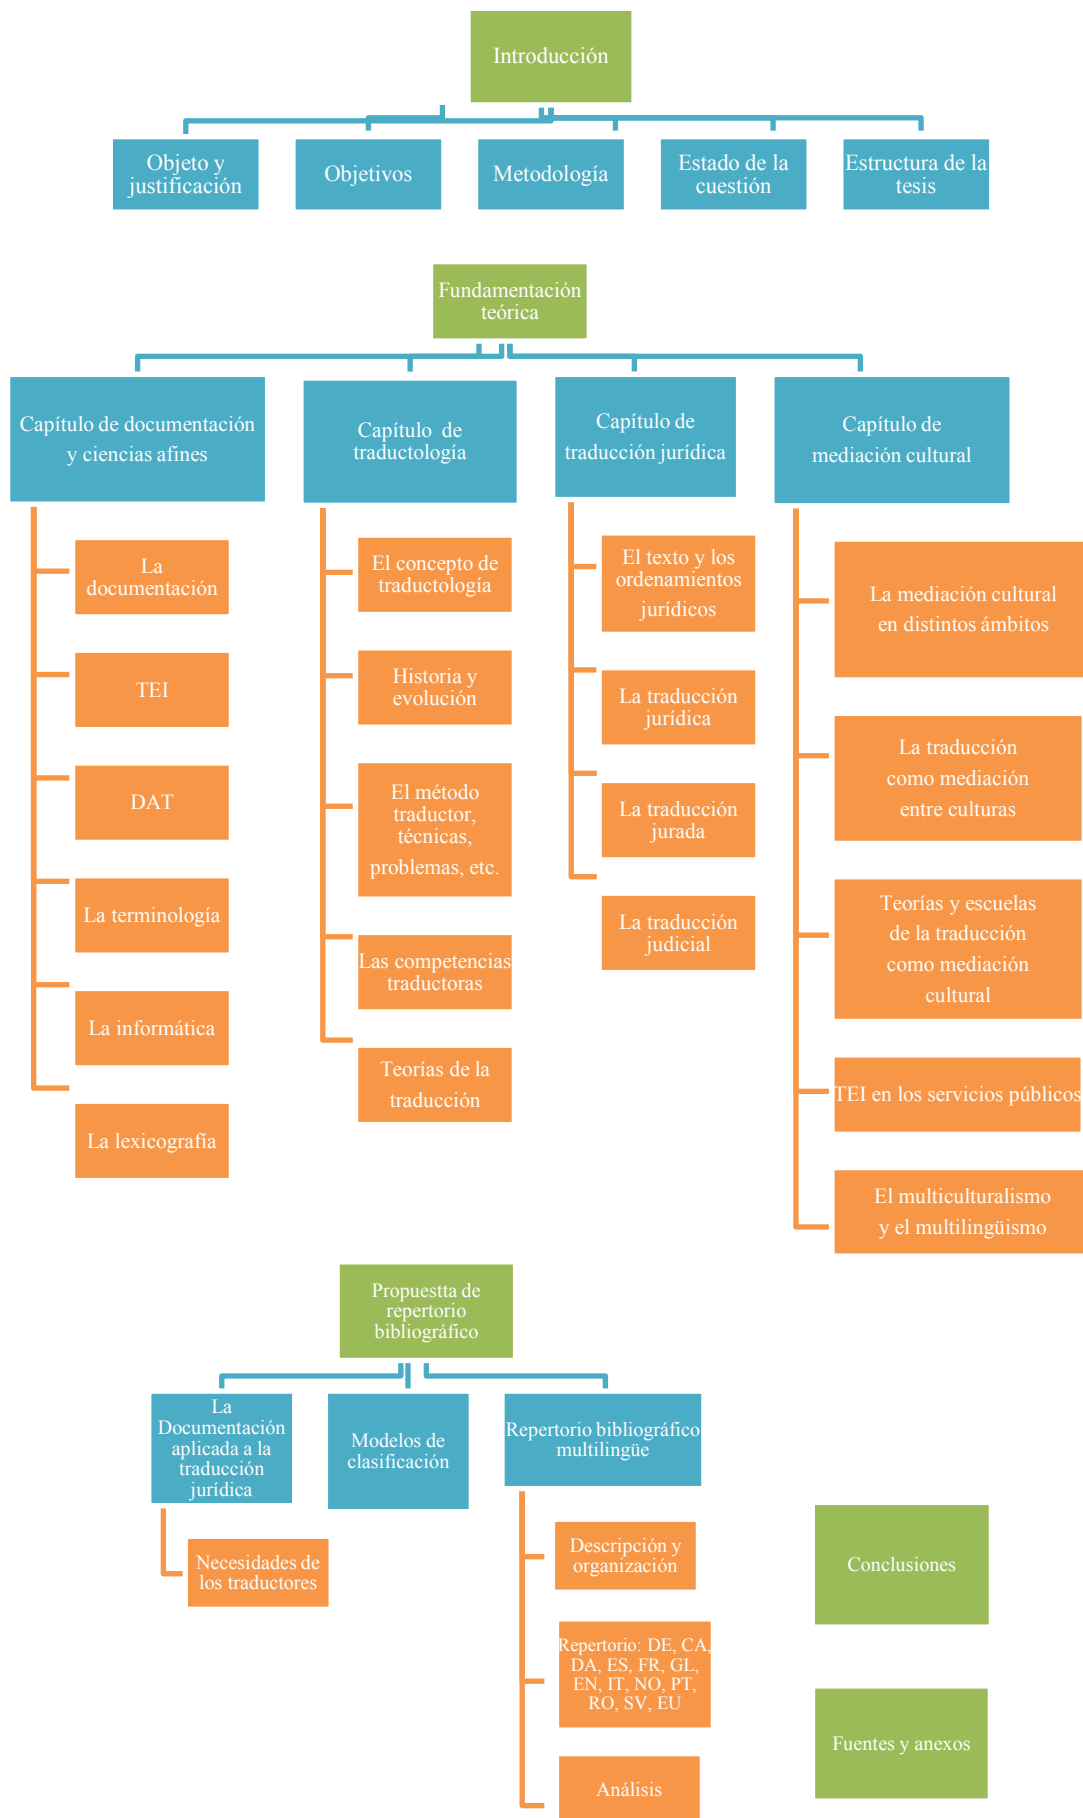 Introducción
Objeto y
justificación
Objetivos
Metodología
Estado de la
cuestión
Estructura de la
tesis
Fundamentación
teórica
Capítulo de documentación
y ciencias afines
La
documentación
TEI
DAT
La terminología
La informática
La lexicografía
Capítulo de
traductología
El concepto de
traductología
Historia y
evolución
El método
traductor,
técnicas,
problemas, etc.
Las competencias
traductoras
Teorías de la
traducción
Capítulo de
traducción jurídica
El texto y los
ordenamientos
jurídicos
La traducción
jurídica
La traducción
jurada
La traducción
judicial
Capítulo de
mediación cultural
La mediación cultural
en distintos ámbitos
La traducción
como mediación
entre culturas
Teorías y escuelas
de la traducción
como mediación
cultural
TEI en los servicios públicos
El multiculturalismo
y el multilingüismo
Propuestta de
repertorio
bibliográfico
La
Documentación
aplicada a la
traducción
jurídica
Necesidades de
los traductores
Modelos de
clasificación
Repertorio bibliográfico
multilingüe
Descripción y
organización
Repertorio: DE, CA,
DA, ES, FR, GL,
EN, IT, NO, PT,
RO, SV, EU
Análisis
Conclusiones
Fuentes y anexos